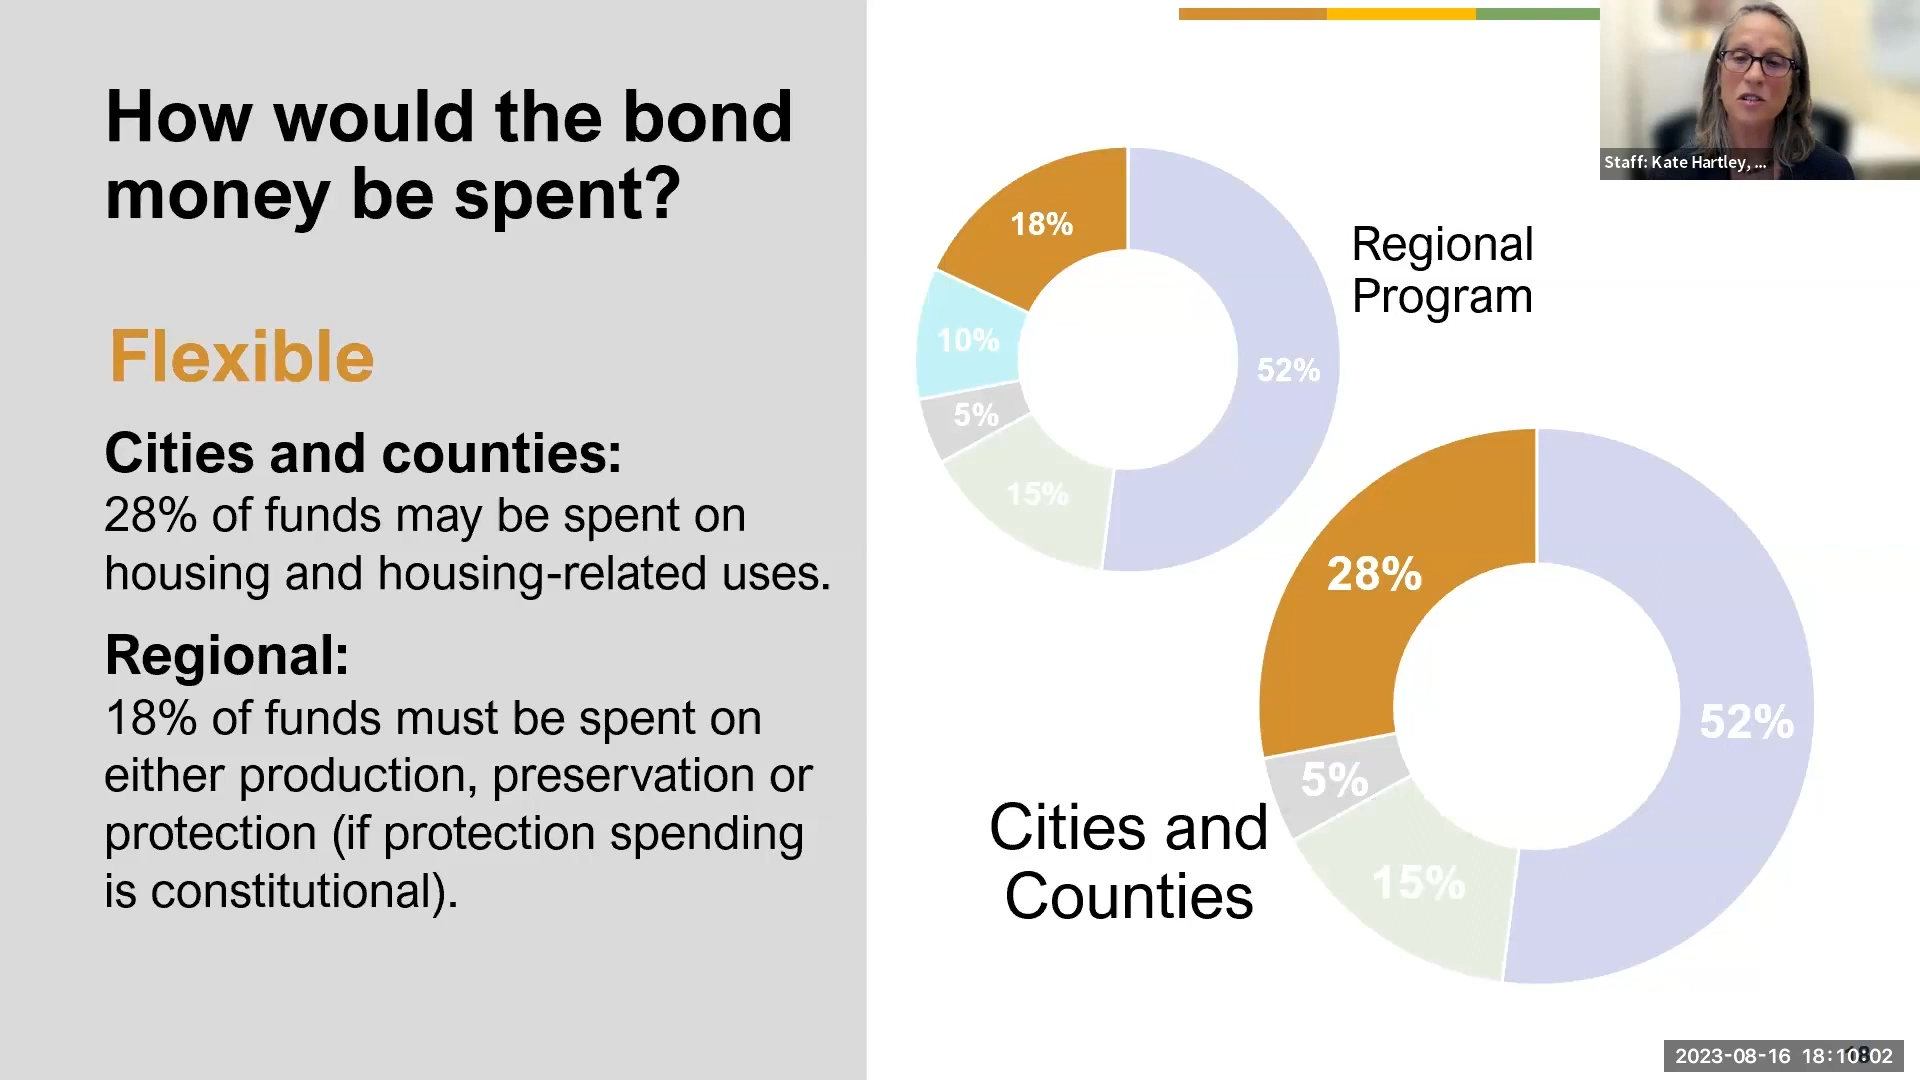 How would the bond
money be spent?
Flexible
Cities and counties:
28% of funds may be spent on
housing and housing-related uses.
Regional:
18% of funds must be spent on
either production, preservation or
protection (if protection spending
is constitutional).
18%
10%
5%
15%
52%
Regional
Program
28%
5%
15%
52%
Cities and
Counties
Staff: Kate Hartley, ...
2023-08-16 18:10:02